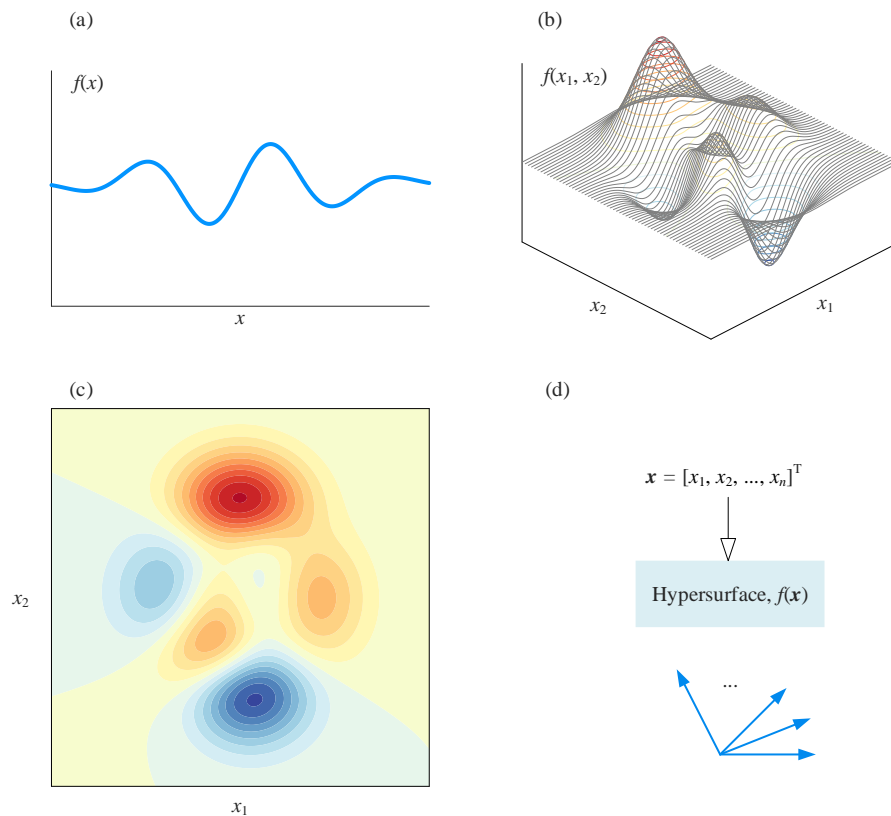 (a)
f(x)
x
(b)
f(x₁, x₂)
x₂
x₁
(c)
x₂
x₁
(d)
x = [x₁, x₂, ..., xₙ]ᵀ
Hypersurface, f(x)
...